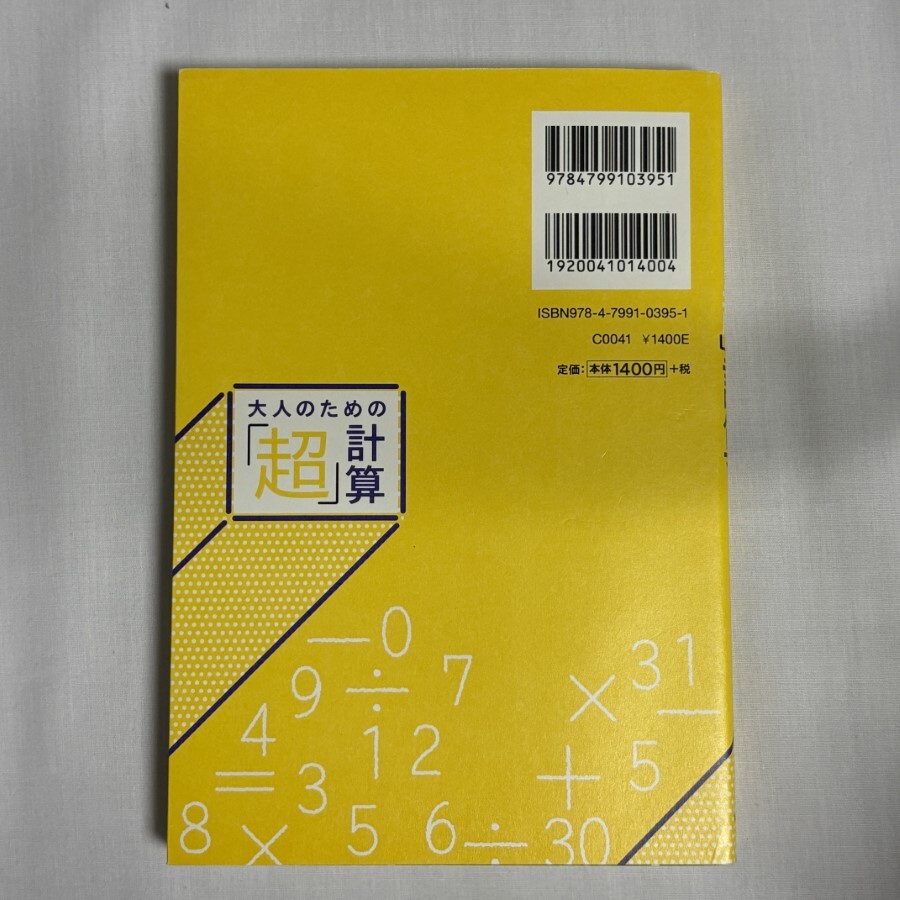 9784799103951
1920041014004
ISBN978-4-7991-0395-1
C0041 ¥1400E
定価：本体1400円+税
大人のための
「超」計算
－0
9÷7
×31
4
12
－
=3
+5
8×56÷30